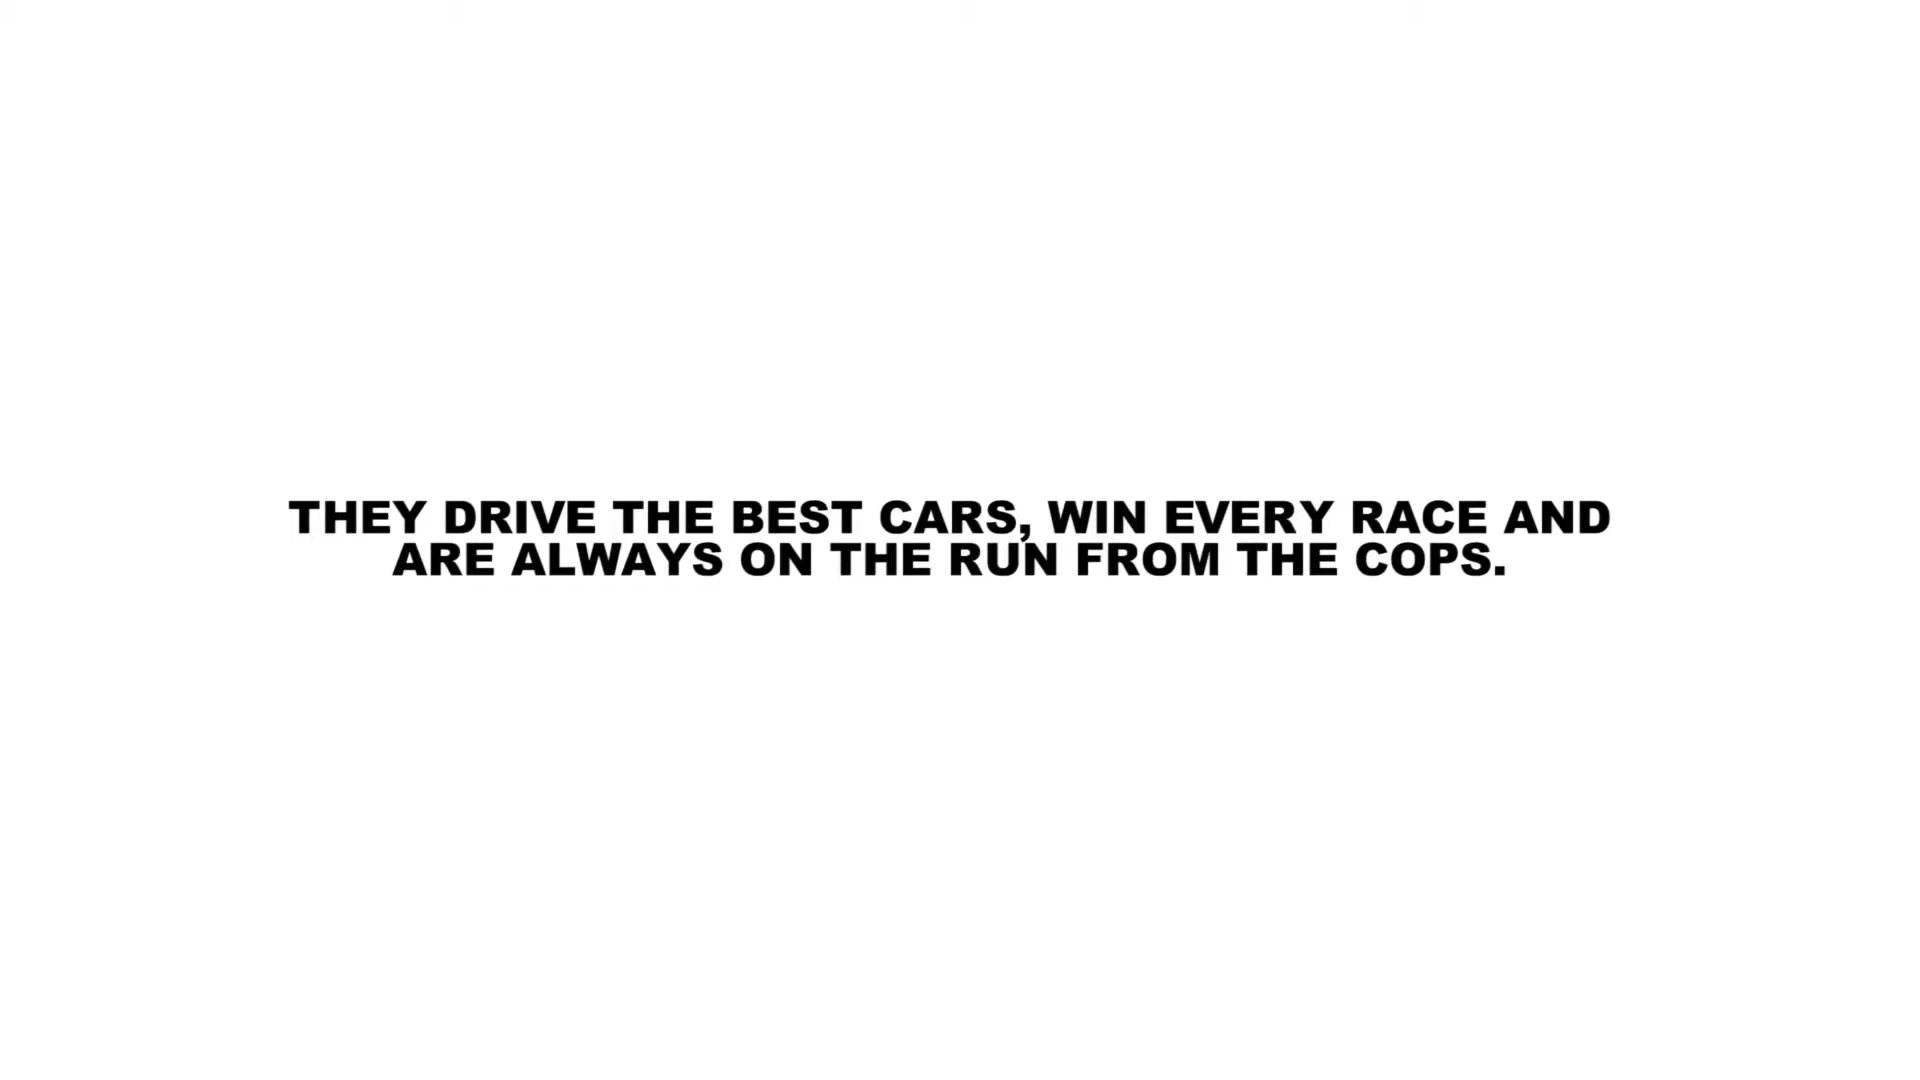 THEY DRIVE THE BEST CARS, WIN EVERY RACE AND
ARE ALWAYS ON THE RUN FROM THE COPS.